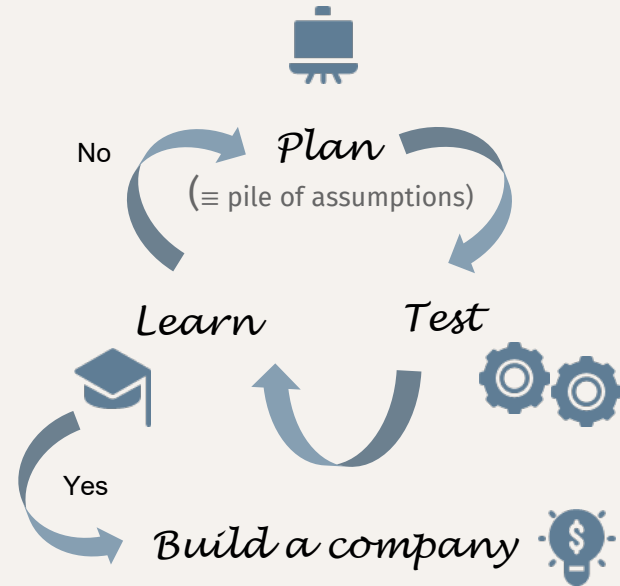 No
Plan
(≡ pile of assumptions)
Learn
Test
Yes
Build a company
$